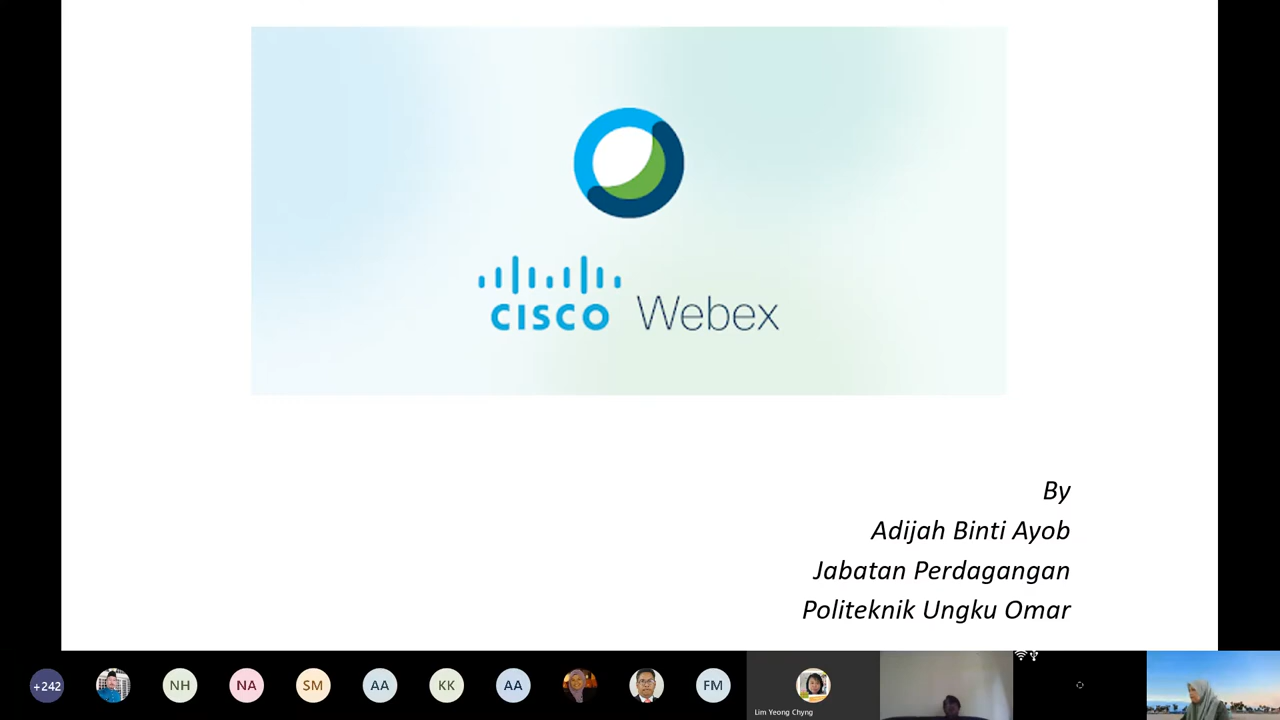 CISCO Webex
By
Adijah Binti Ayob
Jabatan Perdagangan
Politeknik Ungku Omar
+242
NH
NA
SM
AA
KK
AA
FM
Lim Yeong Chyng